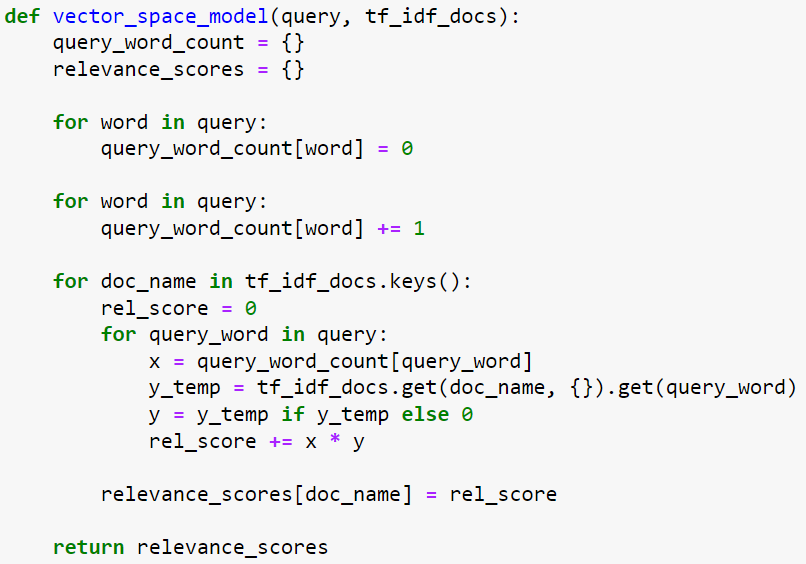 def vector_space_model(query, tf_idf_docs):
    query_word_count = {}
    relevance_scores = {}

    for word in query:
        query_word_count[word] = 0

    for word in query:
        query_word_count[word] += 1

    for doc_name in tf_idf_docs.keys():
        rel_score = 0
        for query_word in query:
            x = query_word_count[query_word]
            y_temp = tf_idf_docs.get(doc_name, {}).get(query_word)
            y = y_temp if y_temp else 0
            rel_score += x * y

        relevance_scores[doc_name] = rel_score

    return relevance_scores